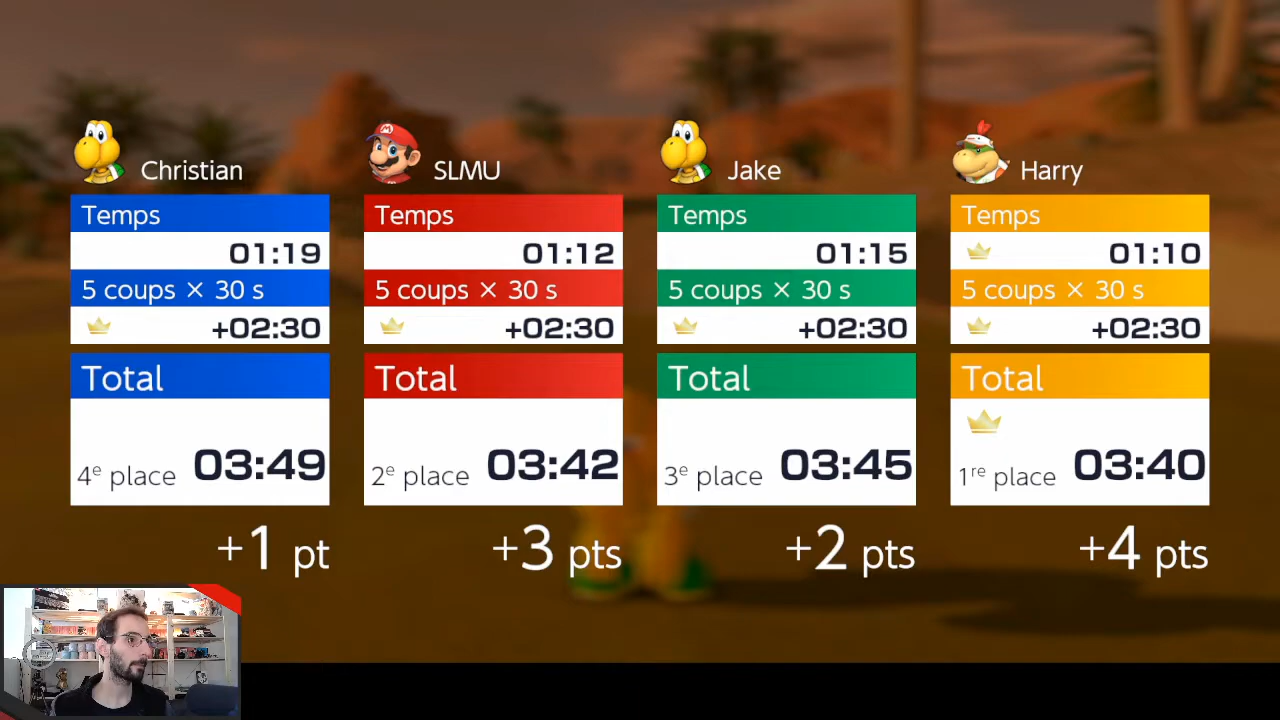 Christian
Temps
01:19
5 coups × 30 s
+02:30
Total
4e place 03:49
+1 pt
SLMU
Temps
01:12
5 coups × 30 s
+02:30
Total
2e place 03:42
+3 pts
Jake
Temps
01:15
5 coups × 30 s
+02:30
Total
3e place 03:45
+2 pts
Harry
Temps
01:10
5 coups × 30 s
+02:30
Total
1re place 03:40
+4 pts